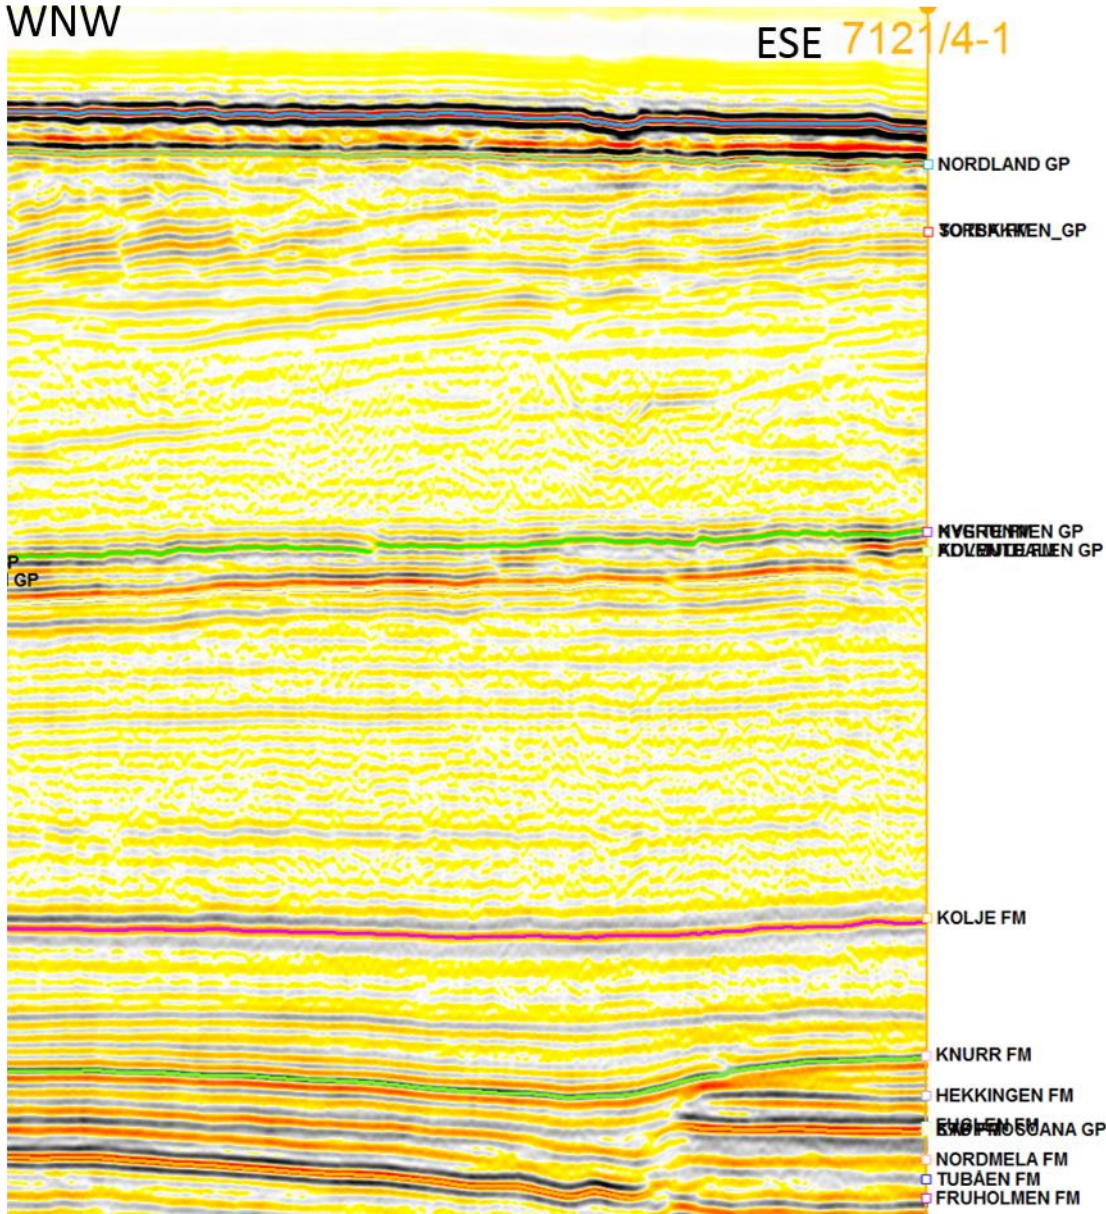 WNW
ESE 7121/4-1
NORDLAND GP
KOLJE FM
KNURR FM
HEKKINGEN FM
NORDMELA FM
TUBÅEN FM
FRUHOLMEN FM
GP